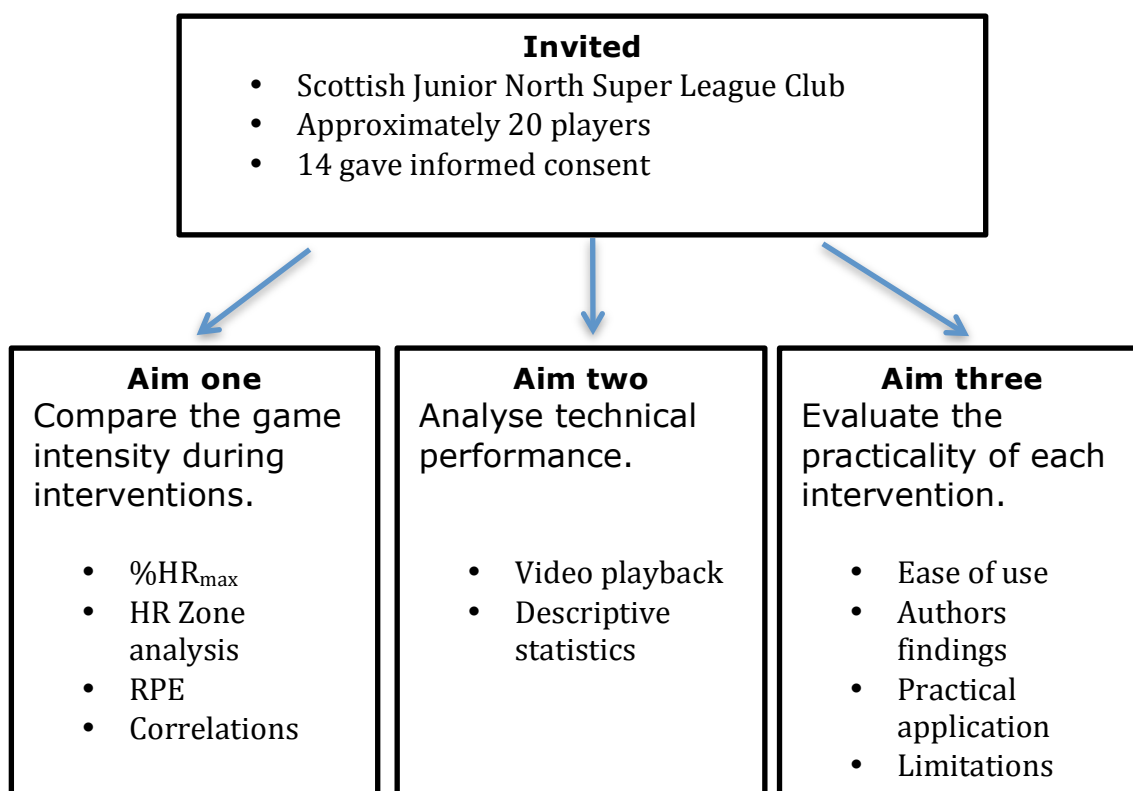 Invited
• Scottish Junior North Super League Club
• Approximately 20 players
• 14 gave informed consent
Aim one
Compare the game
intensity during
interventions.
• %HRmax
• HR Zone
analysis
• RPE
• Correlations
Aim two
Analyse technical
performance.
• Video playback
• Descriptive
statistics
Aim three
Evaluate the
practicality of each
intervention.
• Ease of use
• Authors
findings
• Practical
application
• Limitations